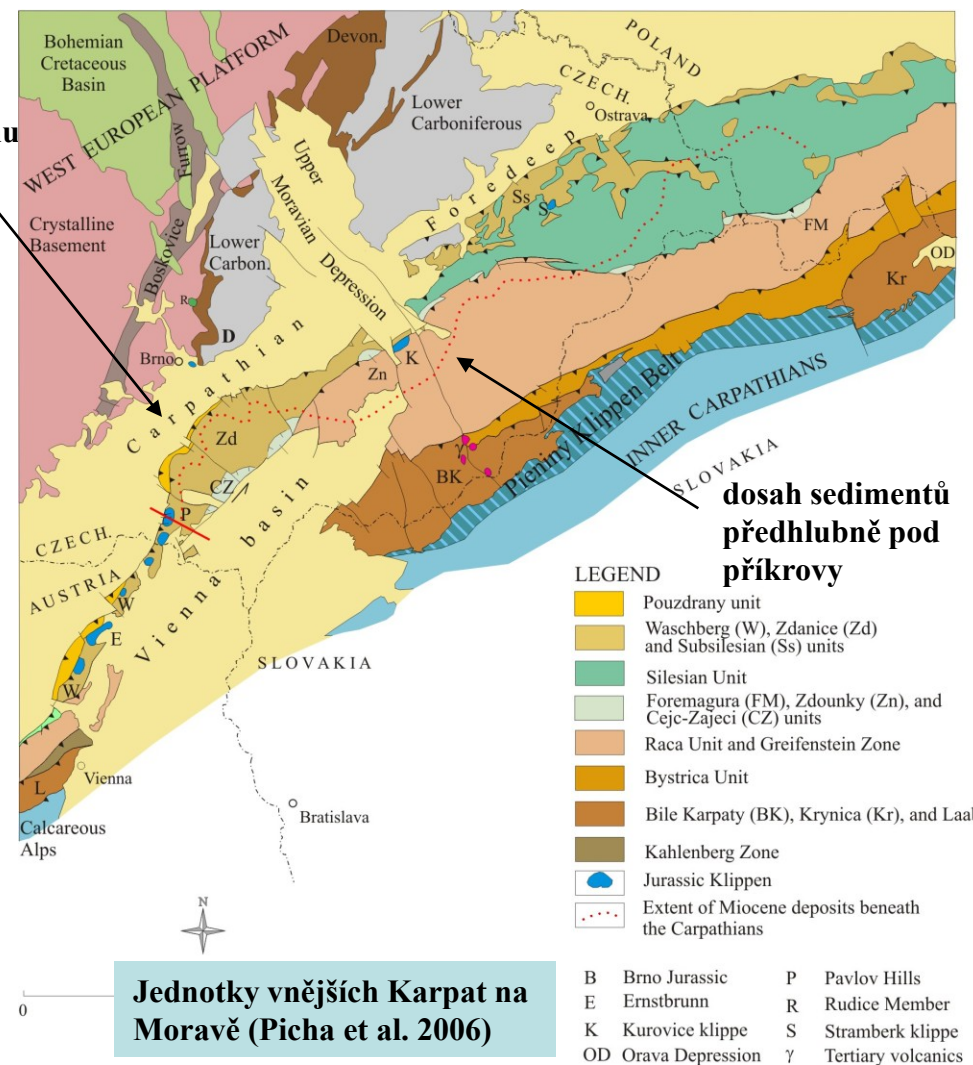 Bohemian
Cretaceous
Basin
Devon.
POLAND
CZECH.
Ostrava
WEST EUROPEAN PLATFORM
Furrow
Lower
Carboniferous
Upper
Moravian
Depression
Foredeep
Ss
S
FM
OD
Kr
Crystalline
Basement
Boskovice
Lower
Carbon.
R
D
Brno
Carpathian
K
Zn
Zd
CZ
P
BK
γ
Pieniny Klippen Belt
INNER CARPATHIANS
SLOVAKIA
CZECH.
AUSTRIA
W
E
W
Vienna basin
SLOVAKIA
L
Vienna
Calcareous
Alps
Bratislava
dosah sedimentů
předhlubně pod
příkrovy
LEGEND
Pouzdrany unit
Waschberg (W), Zdanice (Zd)
and Subsilesian (Ss) units
Silesian Unit
Foremagura (FM), Zdounky (Zn), and
Cejc-Zajeci (CZ) units
Raca Unit and Greifenstein Zone
Bystrica Unit
Bile Karpaty (BK), Krynica (Kr), and Laab
Kahlenberg Zone
Jurassic Klippen
Extent of Miocene deposits beneath
the Carpathians
B Brno Jurassic
E Ernstbrunn
K Kurovice klippe
OD Orava Depression
P Pavlov Hills
R Rudice Member
S Stramberk klippe
γ Tertiary volcanics
N
0
Jednotky vnějších Karpat na
Moravě (Picha et al. 2006)